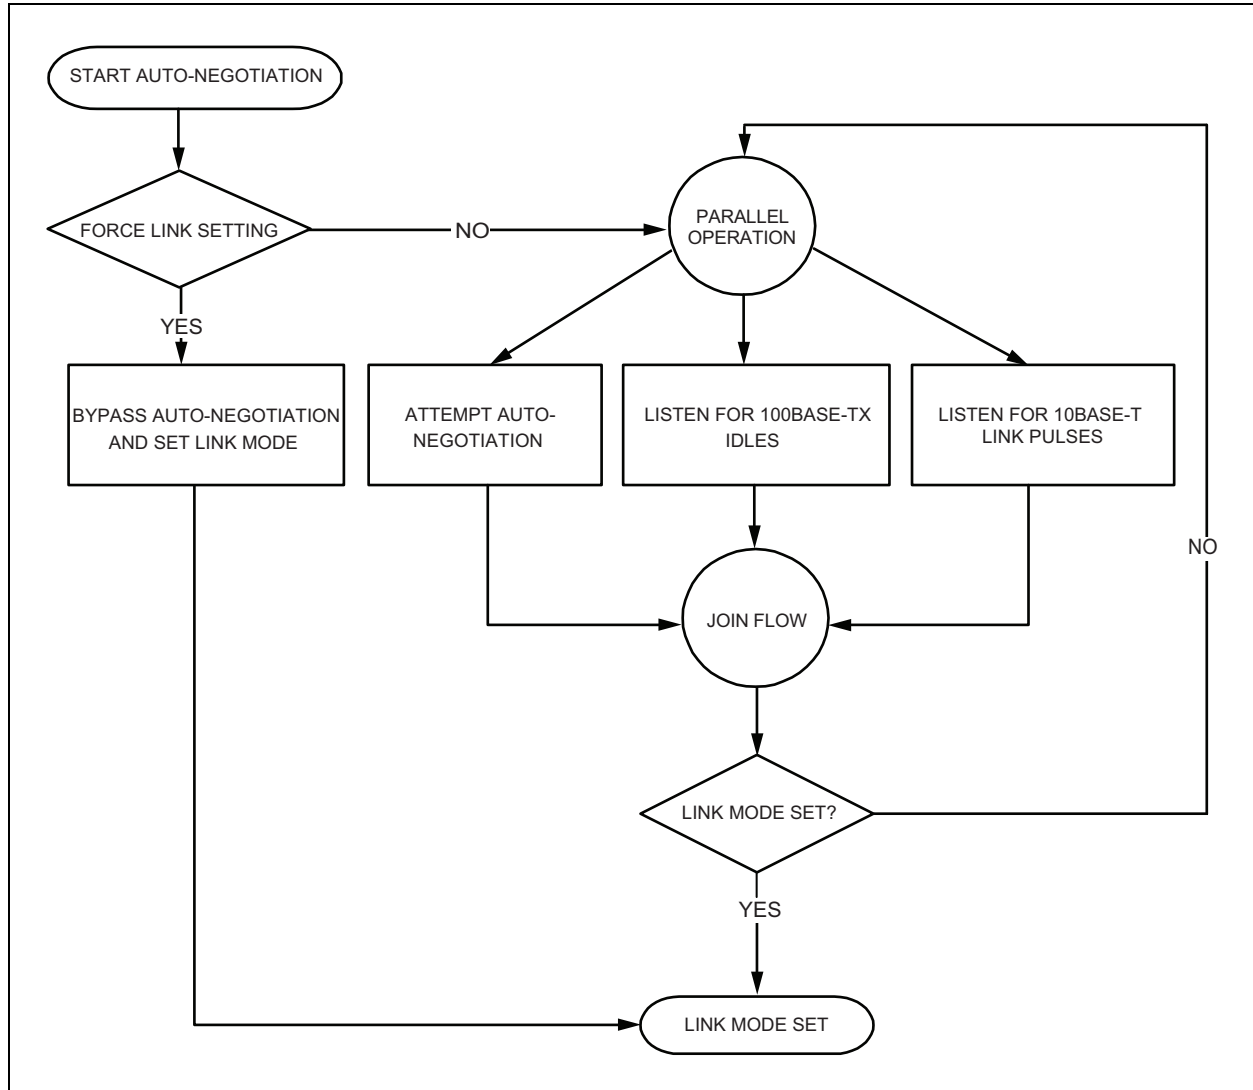 START AUTO-NEGOTIATION
FORCE LINK SETTING
NO
PARALLEL
OPERATION
YES
BYPASS AUTO-NEGOTIATION
AND SET LINK MODE
ATTEMPT AUTO-
NEGOTIATION
LISTEN FOR 100BASE-TX
IDLES
LISTEN FOR 10BASE-T
LINK PULSES
NO
JOIN FLOW
LINK MODE SET?
YES
LINK MODE SET